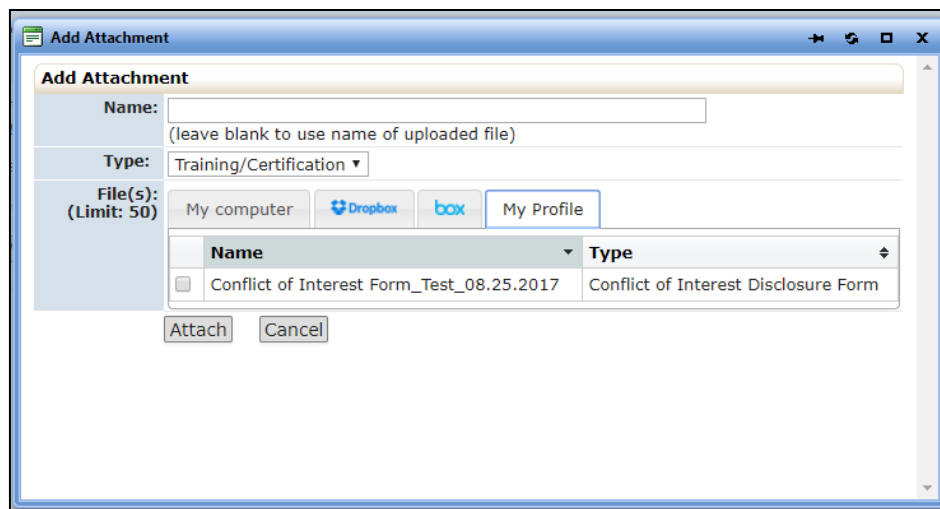 Add Attachment
Add Attachment
Name:
(leave blank to use name of uploaded file)
Type: Training/Certification
File(s):
(Limit: 50)
My computer Dropbox box My Profile
Name Type
Conflict of Interest Form_Test_08.25.2017 Conflict of Interest Disclosure Form
Attach Cancel